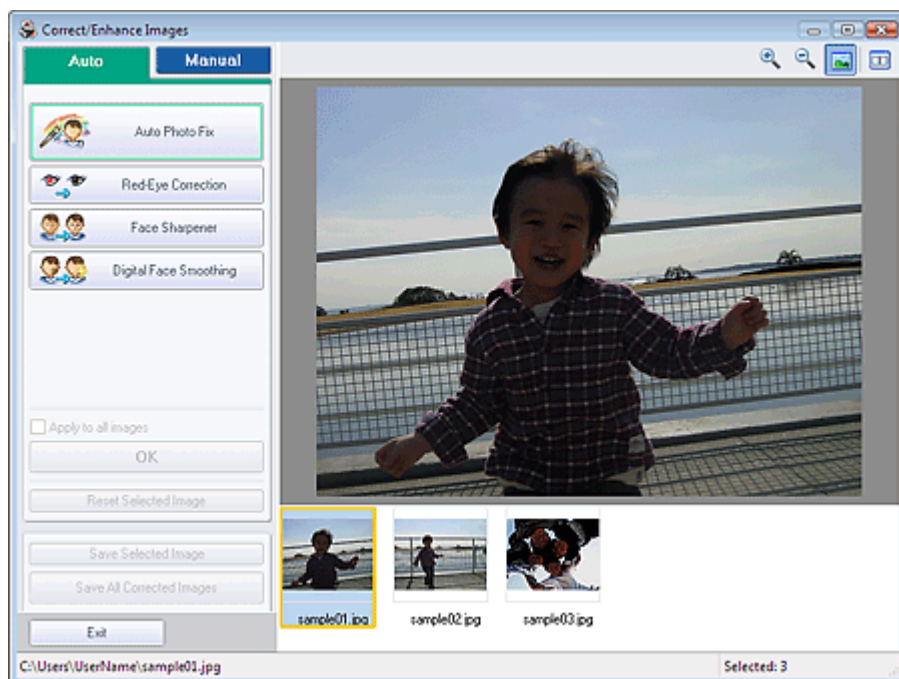 Correct/Enhance Images
Auto
Manual
Auto Photo Fix
Red-Eye Correction
Face Sharpener
Digital Face Smoothing
Apply to all images
OK
Reset Selected Image
Save Selected Image
Save All Corrected Images
Exit
sample01.jpg
sample02.jpg
sample03.jpg
C:\Users\UserName\sample01.jpg
Selected: 3